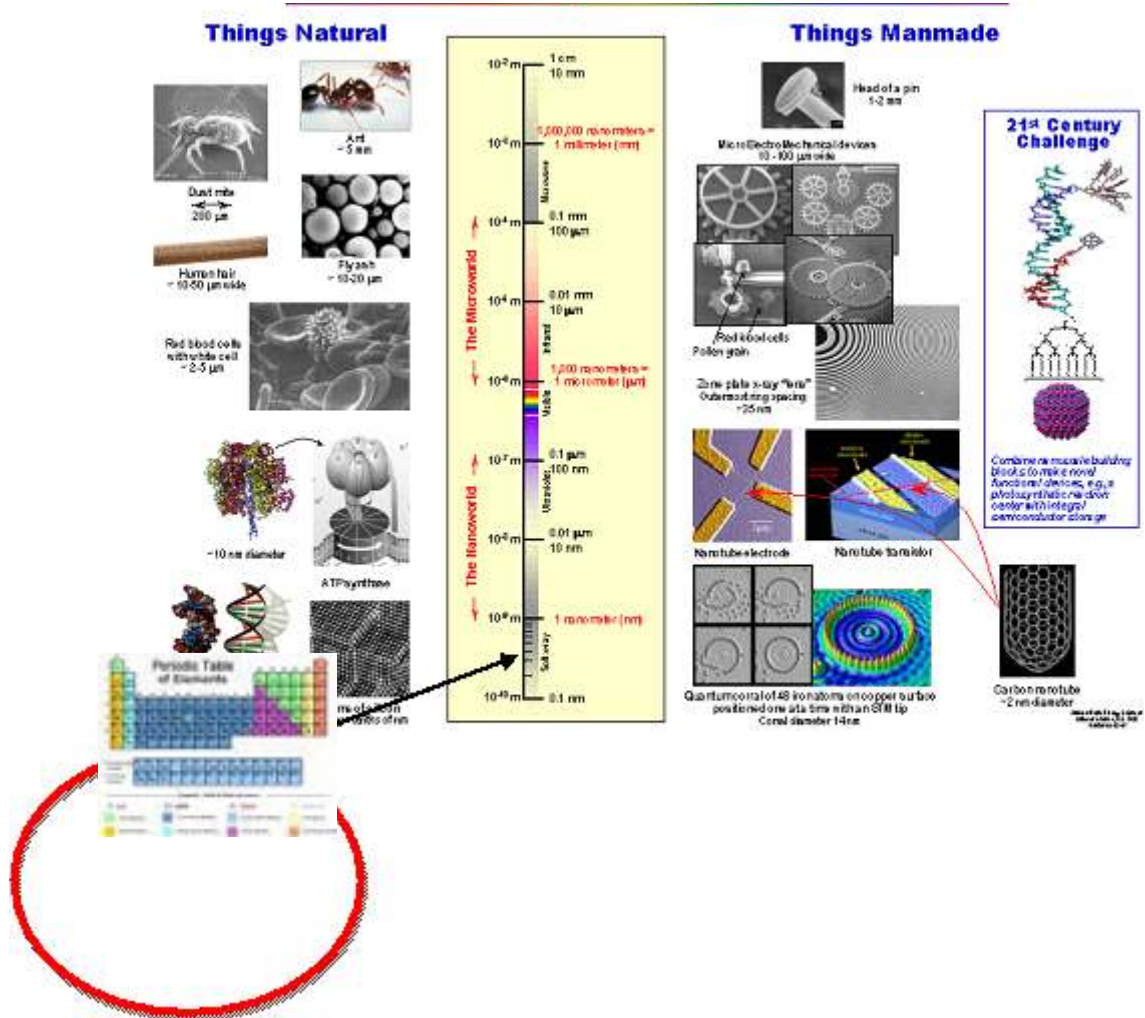 Things Natural
Ant
~ 5 mm
Dust mite
200 µm
Human hair
~ 10-50 µm wide
Fly ash
~ 10-20 µm
Red blood cells
with white cell
~ 2-5 µm
~10 nm diameter
ATP synthase
Periodic Table
of Elements
10⁻² m
1 cm
10 mm
10⁻³ m
1,000,000 nanometers =
1 millimeter (mm)
Microwave
10⁻⁴ m
0.1 mm
100 µm
The Microworld
0.01 mm
10 µm
Infrared
10⁻⁶ m
1,000 nanometers =
1 micrometer (µm)
Visible
10⁻⁷ m
0.1 µm
100 nm
Ultraviolet
The Nanoworld
0.01 µm
10 nm
10⁻⁹ m
1 nanometer (nm)
Soft x-ray
10⁻¹⁰ m
0.1 nm
Things Manmade
Head of a pin
1-2 mm
MicroElectroMechanical devices
10 - 100 µm wide
Red blood cells
Pollen grain
Zone plate x-ray "lens"
Outermost ring spacing
~35 nm
Nanotube electrode
Nanotube transistor
Quantum corral of 48 iron atoms on copper surface
positioned one at a time with an STM tip
Corral diameter 14 nm
Carbon nanotube
~2 nm diameter
21st Century
Challenge
Combine nanoscale building
blocks to make novel
functional devices, e.g., a
photosynthetic reaction
center with integral
semiconductor storage